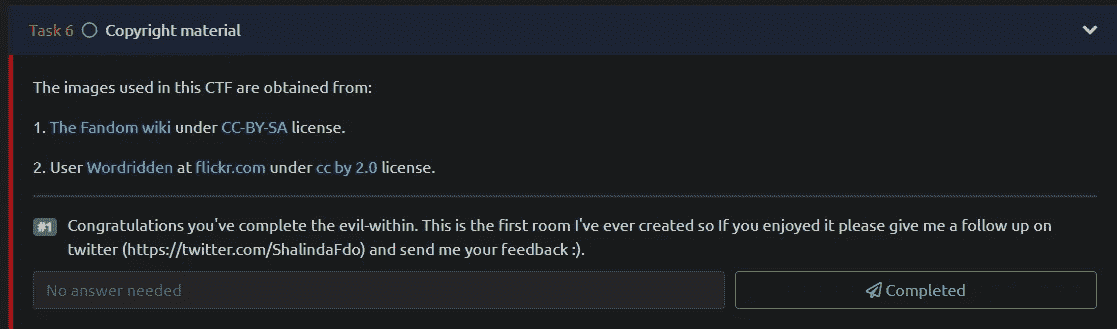 Task 6 Copyright material
The images used in this CTF are obtained from:
1. The Fandom wiki under CC-BY-SA license.
2. User Wordridden at flickr.com under cc by 2.0 license.
#1 Congratulations you've complete the evil-within. This is the first room I've ever created so If you enjoyed it please give me a follow up on
twitter (https://twitter.com/ShalindaFdo) and send me your feedback :).
No answer needed
Completed